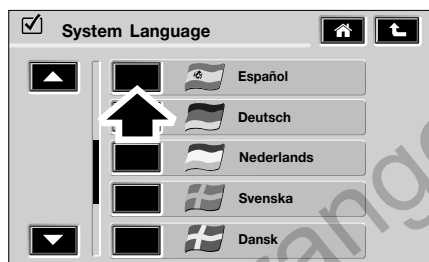 System Language
Español
Deutsch
Nederlands
Svenska
Dansk